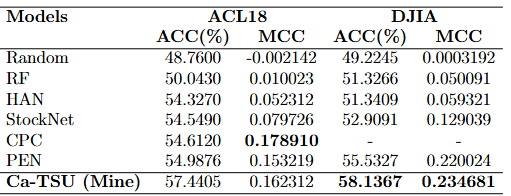 Models ACL18 DJIA
ACC(%) MCC ACC(%) MCC
Random 48.7600 -0.002142 49.2245 0.0003192
RF 50.0430 0.010023 51.3266 0.050091
HAN 54.3270 0.052312 51.3409 0.059321
StockNet 54.5490 0.079726 52.9091 0.129039
CPC 54.6120 0.178910 - -
PEN 54.9876 0.153219 55.5327 0.220024
Ca-TSU (Mine) 57.4405 0.162312 58.1367 0.234681